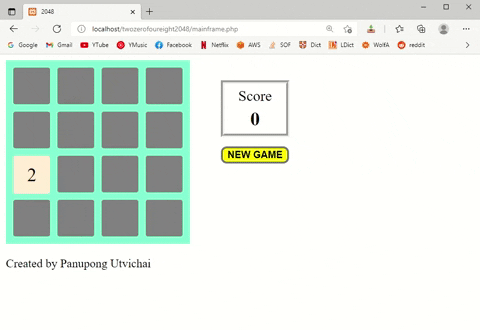 2048
localhost/twozerofoureight2048/mainframe.php
Google Gmail YTube YMusic Facebook Netflix AWS SOF Dict LDict WolfA reddit
Score
0
NEW GAME
2
Created by Panupong Utvichai